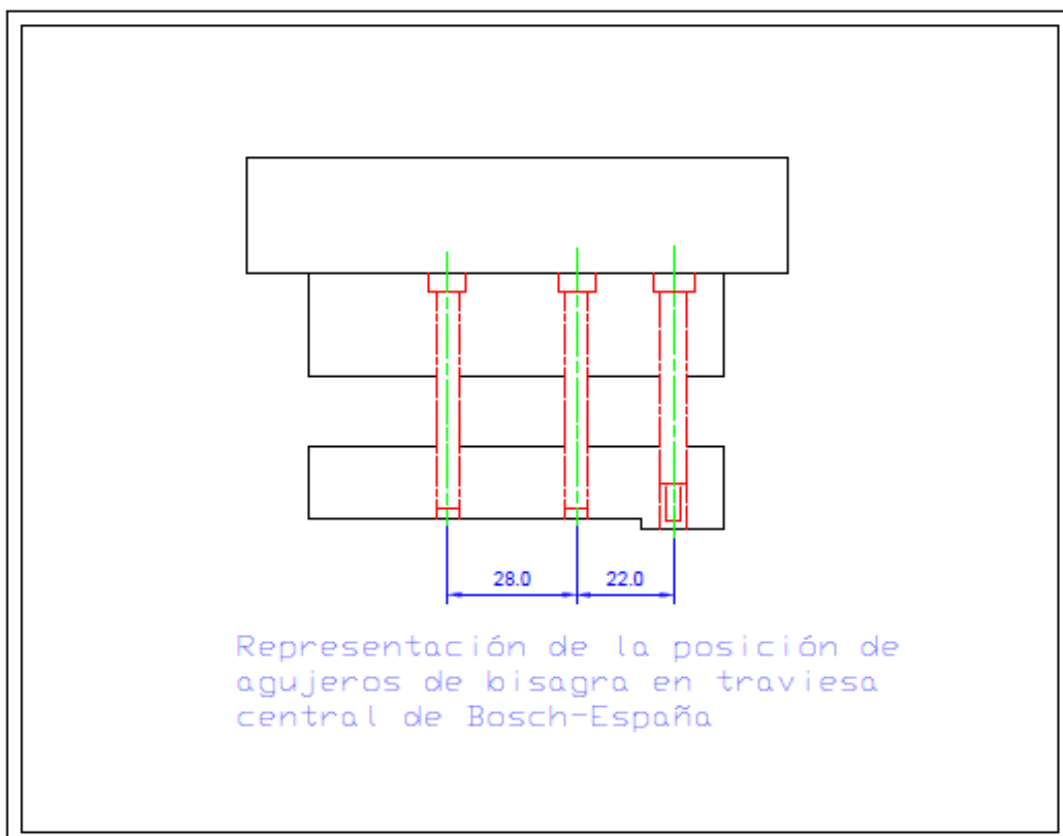 28.0 22.0
Representación de la posición de
agujeros de bisagra en traviesa
central de Bosch-España